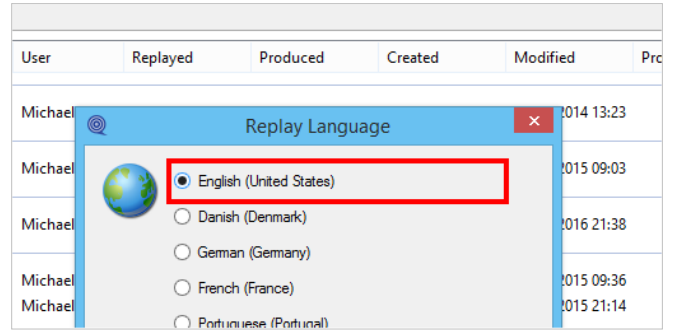 User Replayed Produced Created Modified Pro
Michael 2014 13:23
Replay Language
Michael 2015 09:03
English (United States)
Danish (Denmark)
Michael 2016 21:38
German (Germany)
Michael 2015 09:36
French (France)
Michael 2015 21:14
Portuguese (Portugal)